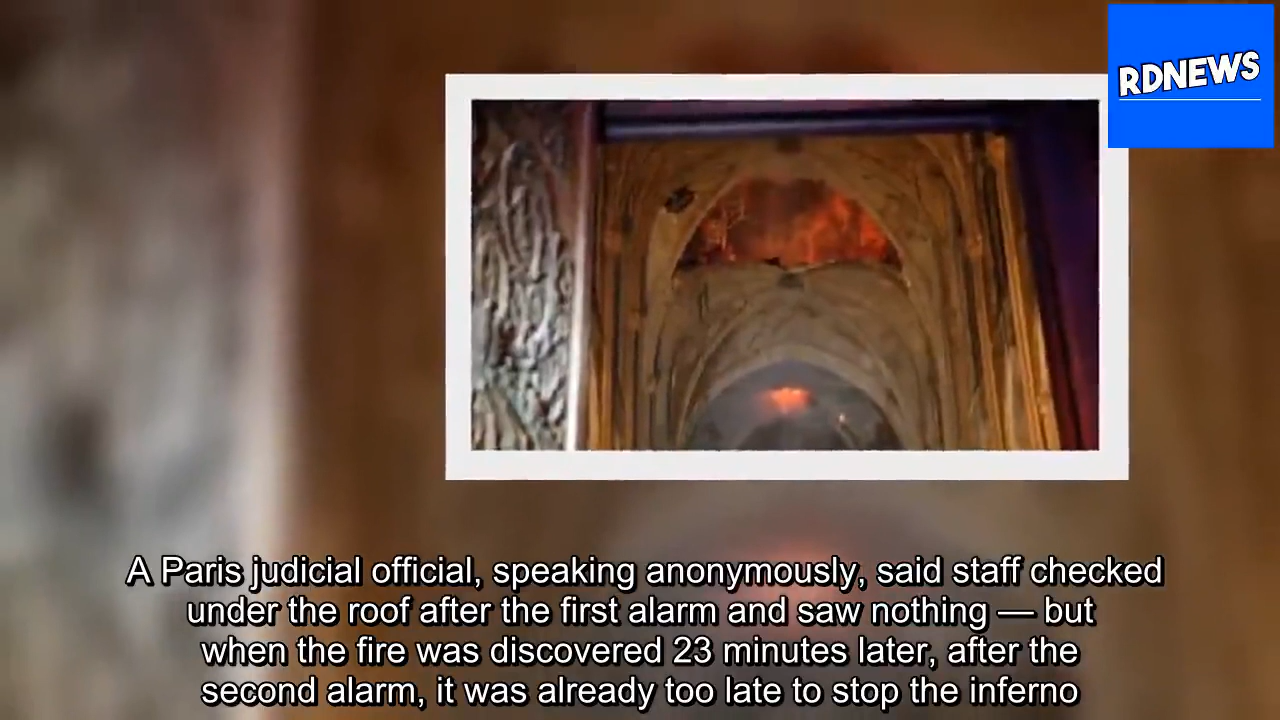 RDNEWS
A Paris judicial official, speaking anonymously, said staff checked
under the roof after the first alarm and saw nothing — but
when the fire was discovered 23 minutes later, after the
second alarm, it was already too late to stop the inferno